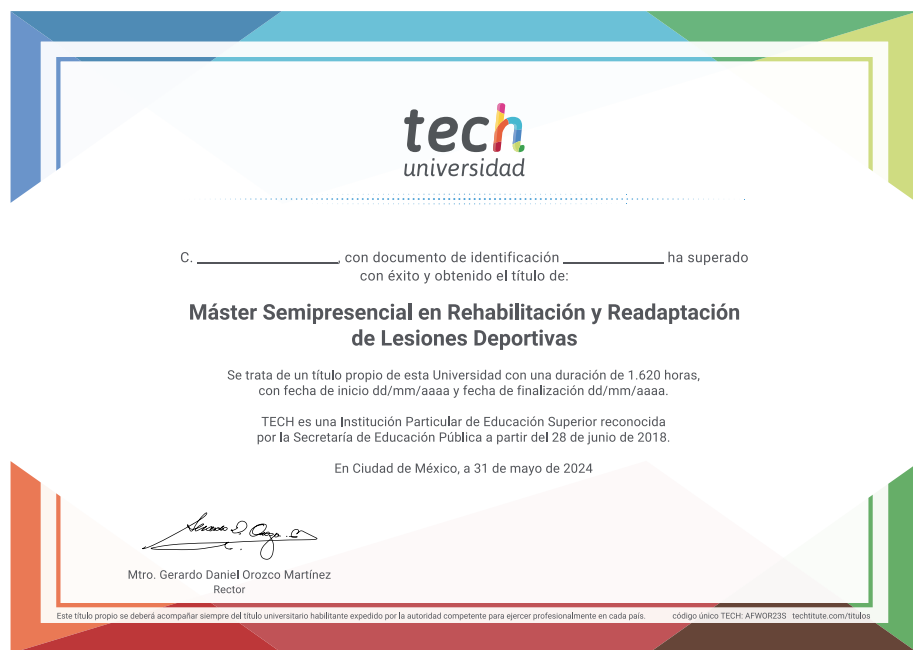 tech
universidad
C. ________________, con documento de identificación ____________ ha superado
con éxito y obtenido el título de:
Máster Semipresencial en Rehabilitación y Readaptación
de Lesiones Deportivas
Se trata de un título propio de esta Universidad con una duración de 1.620 horas,
con fecha de inicio dd/mm/aaaa y fecha de finalización dd/mm/aaaa.
TECH es una Institución Particular de Educación Superior reconocida
por la Secretaría de Educación Pública a partir del 28 de junio de 2018.
En Ciudad de México, a 31 de mayo de 2024
Mtro. Gerardo Daniel Orozco Martínez
Rector
Este título propio se deberá acompañar siempre del título universitario habilitante expedido por la autoridad competente para ejercer profesionalmente en cada país. código único TECH: AFWOR23S techtitute.com/titulos